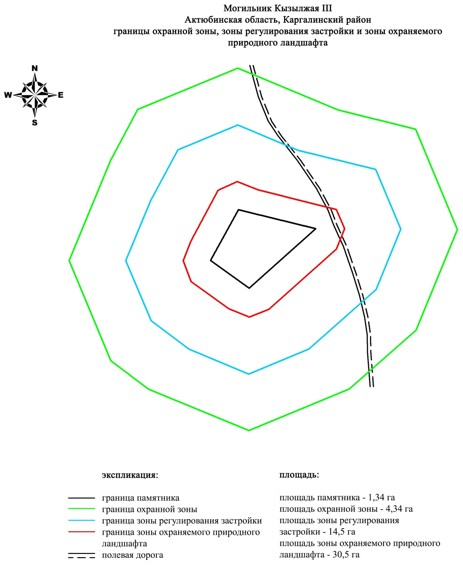 Могильник Кызылжая III
Актюбинская область, Каргалинский район
границы охранной зоны, зоны регулирования застройки и зоны охраняемого
природного ландшафта
N
W E
S
экспликация:
граница памятника
граница охранной зоны
граница зоны регулирования застройки
граница зоны охраняемого природного
ландшафта
полевая дорога
площадь:
площадь памятника - 1,34 га
площадь охранной зоны - 4,34 га
площадь зоны регулирования
застройки - 14,5 га
площадь зоны охраняемого природного
ландшафта - 30,5 га